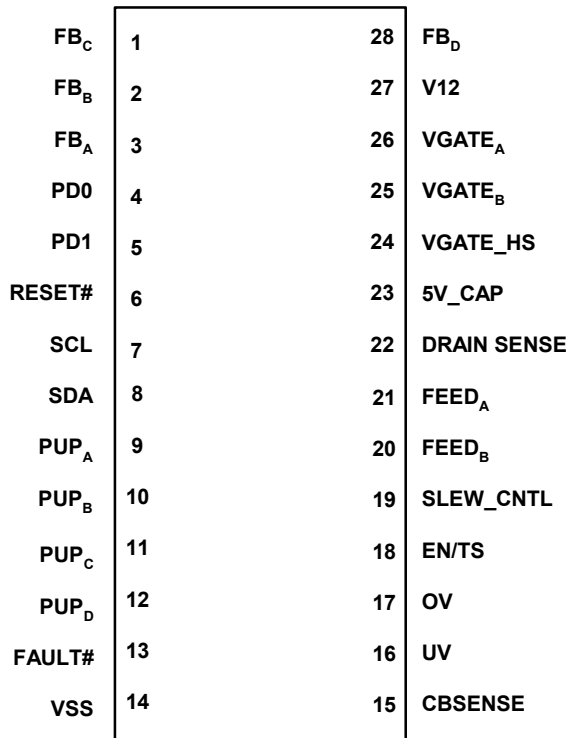 FB_C 1 28 FB_D
FB_B 2 27 V12
FB_A 3 26 VGATE_A
PD0 4 25 VGATE_B
PD1 5 24 VGATE_HS
RESET# 6 23 5V_CAP
SCL 7 22 DRAIN SENSE
SDA 8 21 FEED_A
PUP_A 9 20 FEED_B
PUP_B 10 19 SLEW_CNTL
PUP_C 11 18 EN/TS
PUP_D 12 17 OV
FAULT# 13 16 UV
VSS 14 15 CBSENSE